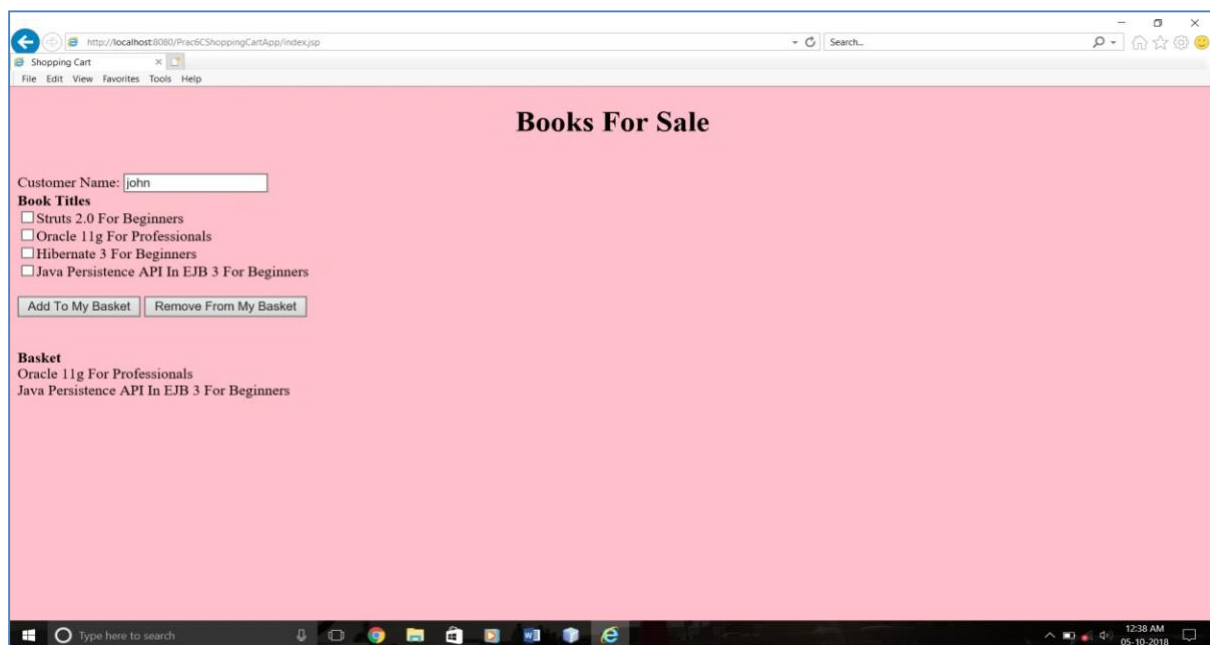 http://localhost:8080/Prac6CShoppingCartApp/index.jsp
Search...
Shopping Cart
File Edit View Favorites Tools Help
Books For Sale
Customer Name: john
Book Titles
Struts 2.0 For Beginners
Oracle 11g For Professionals
Hibernate 3 For Beginners
Java Persistence API In EJB 3 For Beginners
Add To My Basket Remove From My Basket
Basket
Oracle 11g For Professionals
Java Persistence API In EJB 3 For Beginners
Type here to search
12:38 AM
05-10-2018